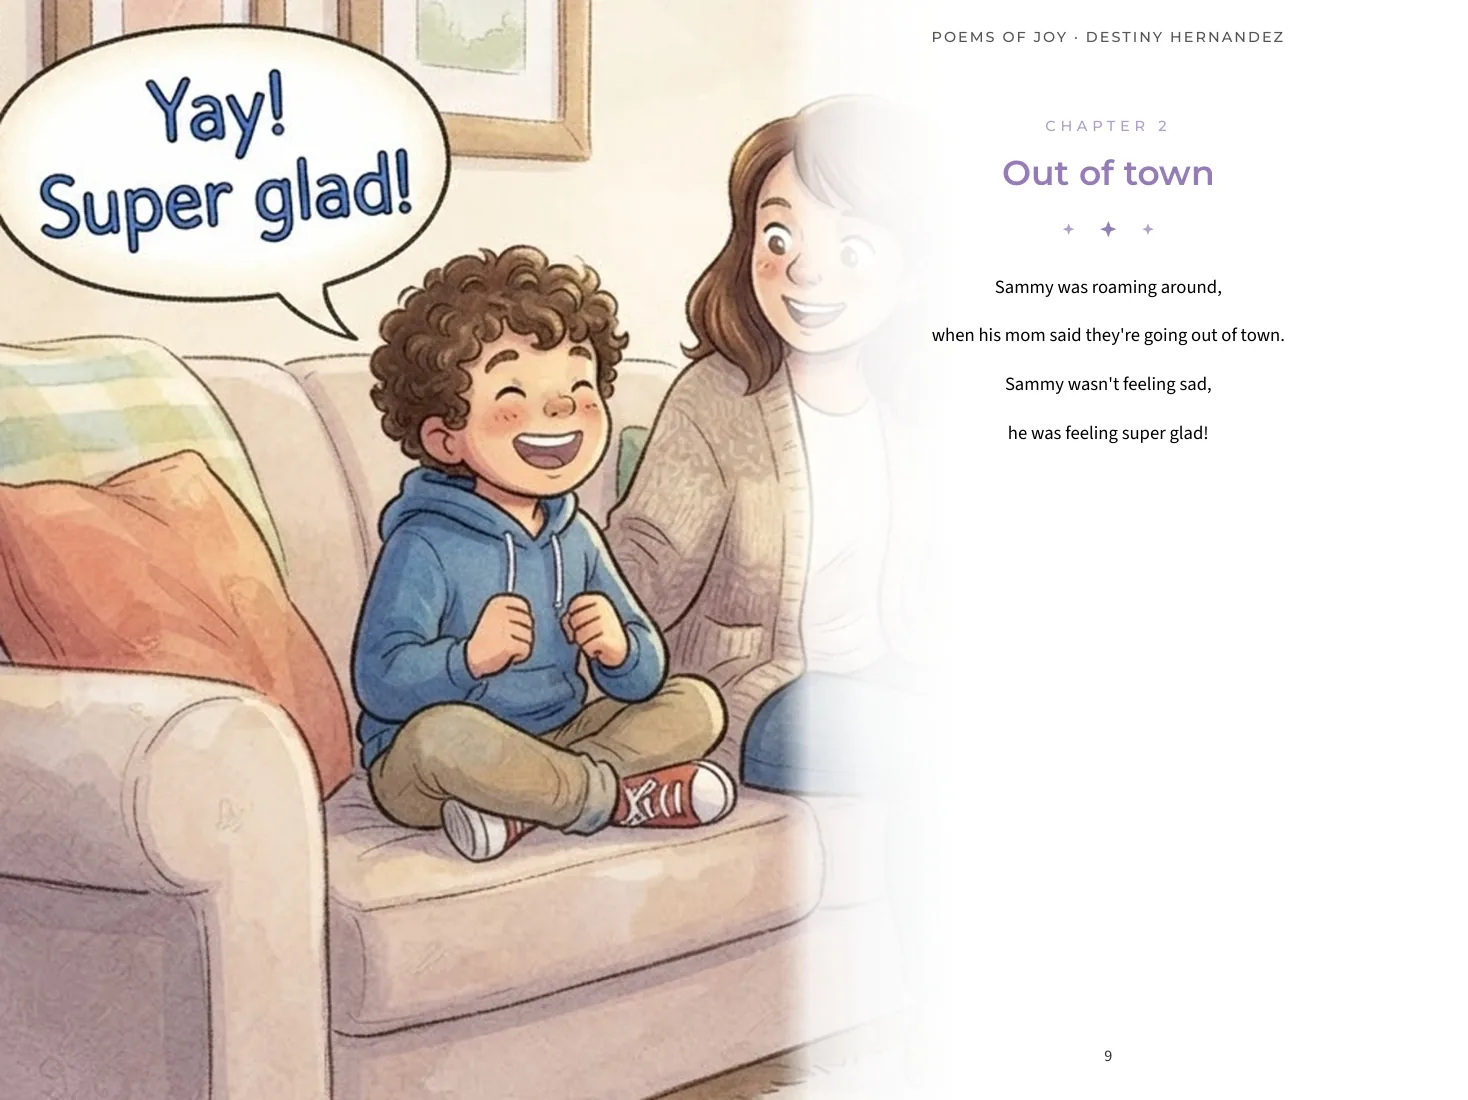 Yay!
Super glad!
POEMS OF JOY · DESTINY HERNANDEZ
CHAPTER 2
Out of town
Sammy was roaming around,
when his mom said they're going out of town.
Sammy wasn't feeling sad,
he was feeling super glad!
9